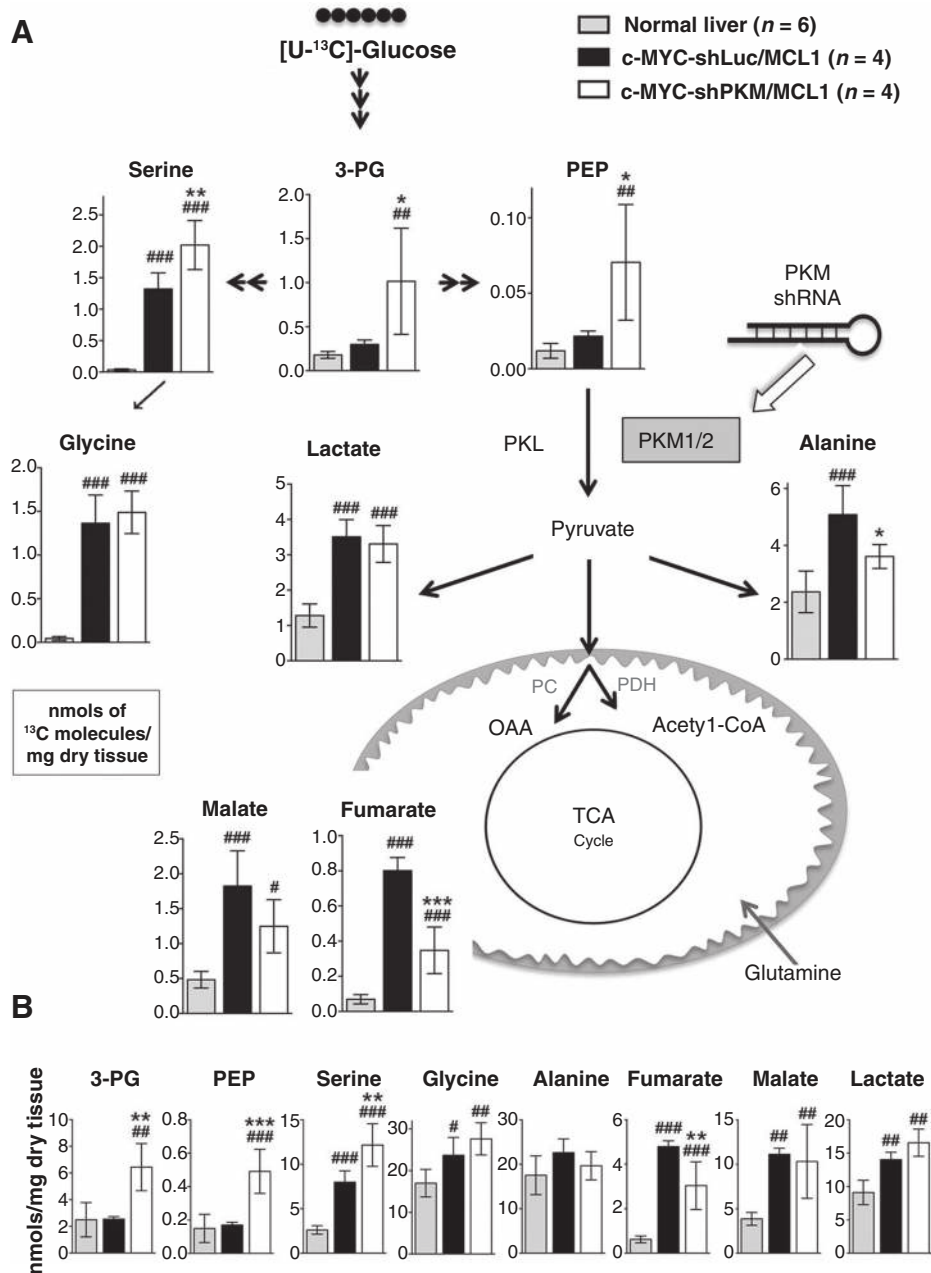 A
[U-¹³C]-Glucose
Normal liver (n = 6)
c-MYC-shLuc/MCL1 (n = 4)
c-MYC-shPKM/MCL1 (n = 4)
Serine
2.5
2.0
1.5
1.0
0.5
0.0
###
**
###
3-PG
2.0
1.5
1.0
0.5
0.0
*
##
PEP
0.10
0.05
0.00
*
##
PKM
shRNA
Glycine
2.0
1.5
1.0
0.5
0.0
###
###
Lactate
5
4
3
2
1
0
###
###
PKL
PKM1/2
Pyruvate
Alanine
6
4
2
0
###
*
nmols of
¹³C molecules/
mg dry tissue
PC
PDH
OAA
Acety1-CoA
TCA
Cycle
Glutamine
Malate
2.5
2.0
1.5
1.0
0.5
0.0
###
#
Fumarate
1.0
0.8
0.6
0.4
0.2
0.0
###
***
###
B
nmols/mg dry tissue
3-PG
10
8
6
4
2
0
**
##
PEP
0.8
0.6
0.4
0.2
0.0
***
###
Serine
15
10
5
0
###
**
###
Glycine
30
20
10
0
#
##
Alanine
30
20
10
0
Fumarate
6
4
2
0
###
**
###
Malate
15
10
5
0
##
##
Lactate
20
15
10
5
0
##
##